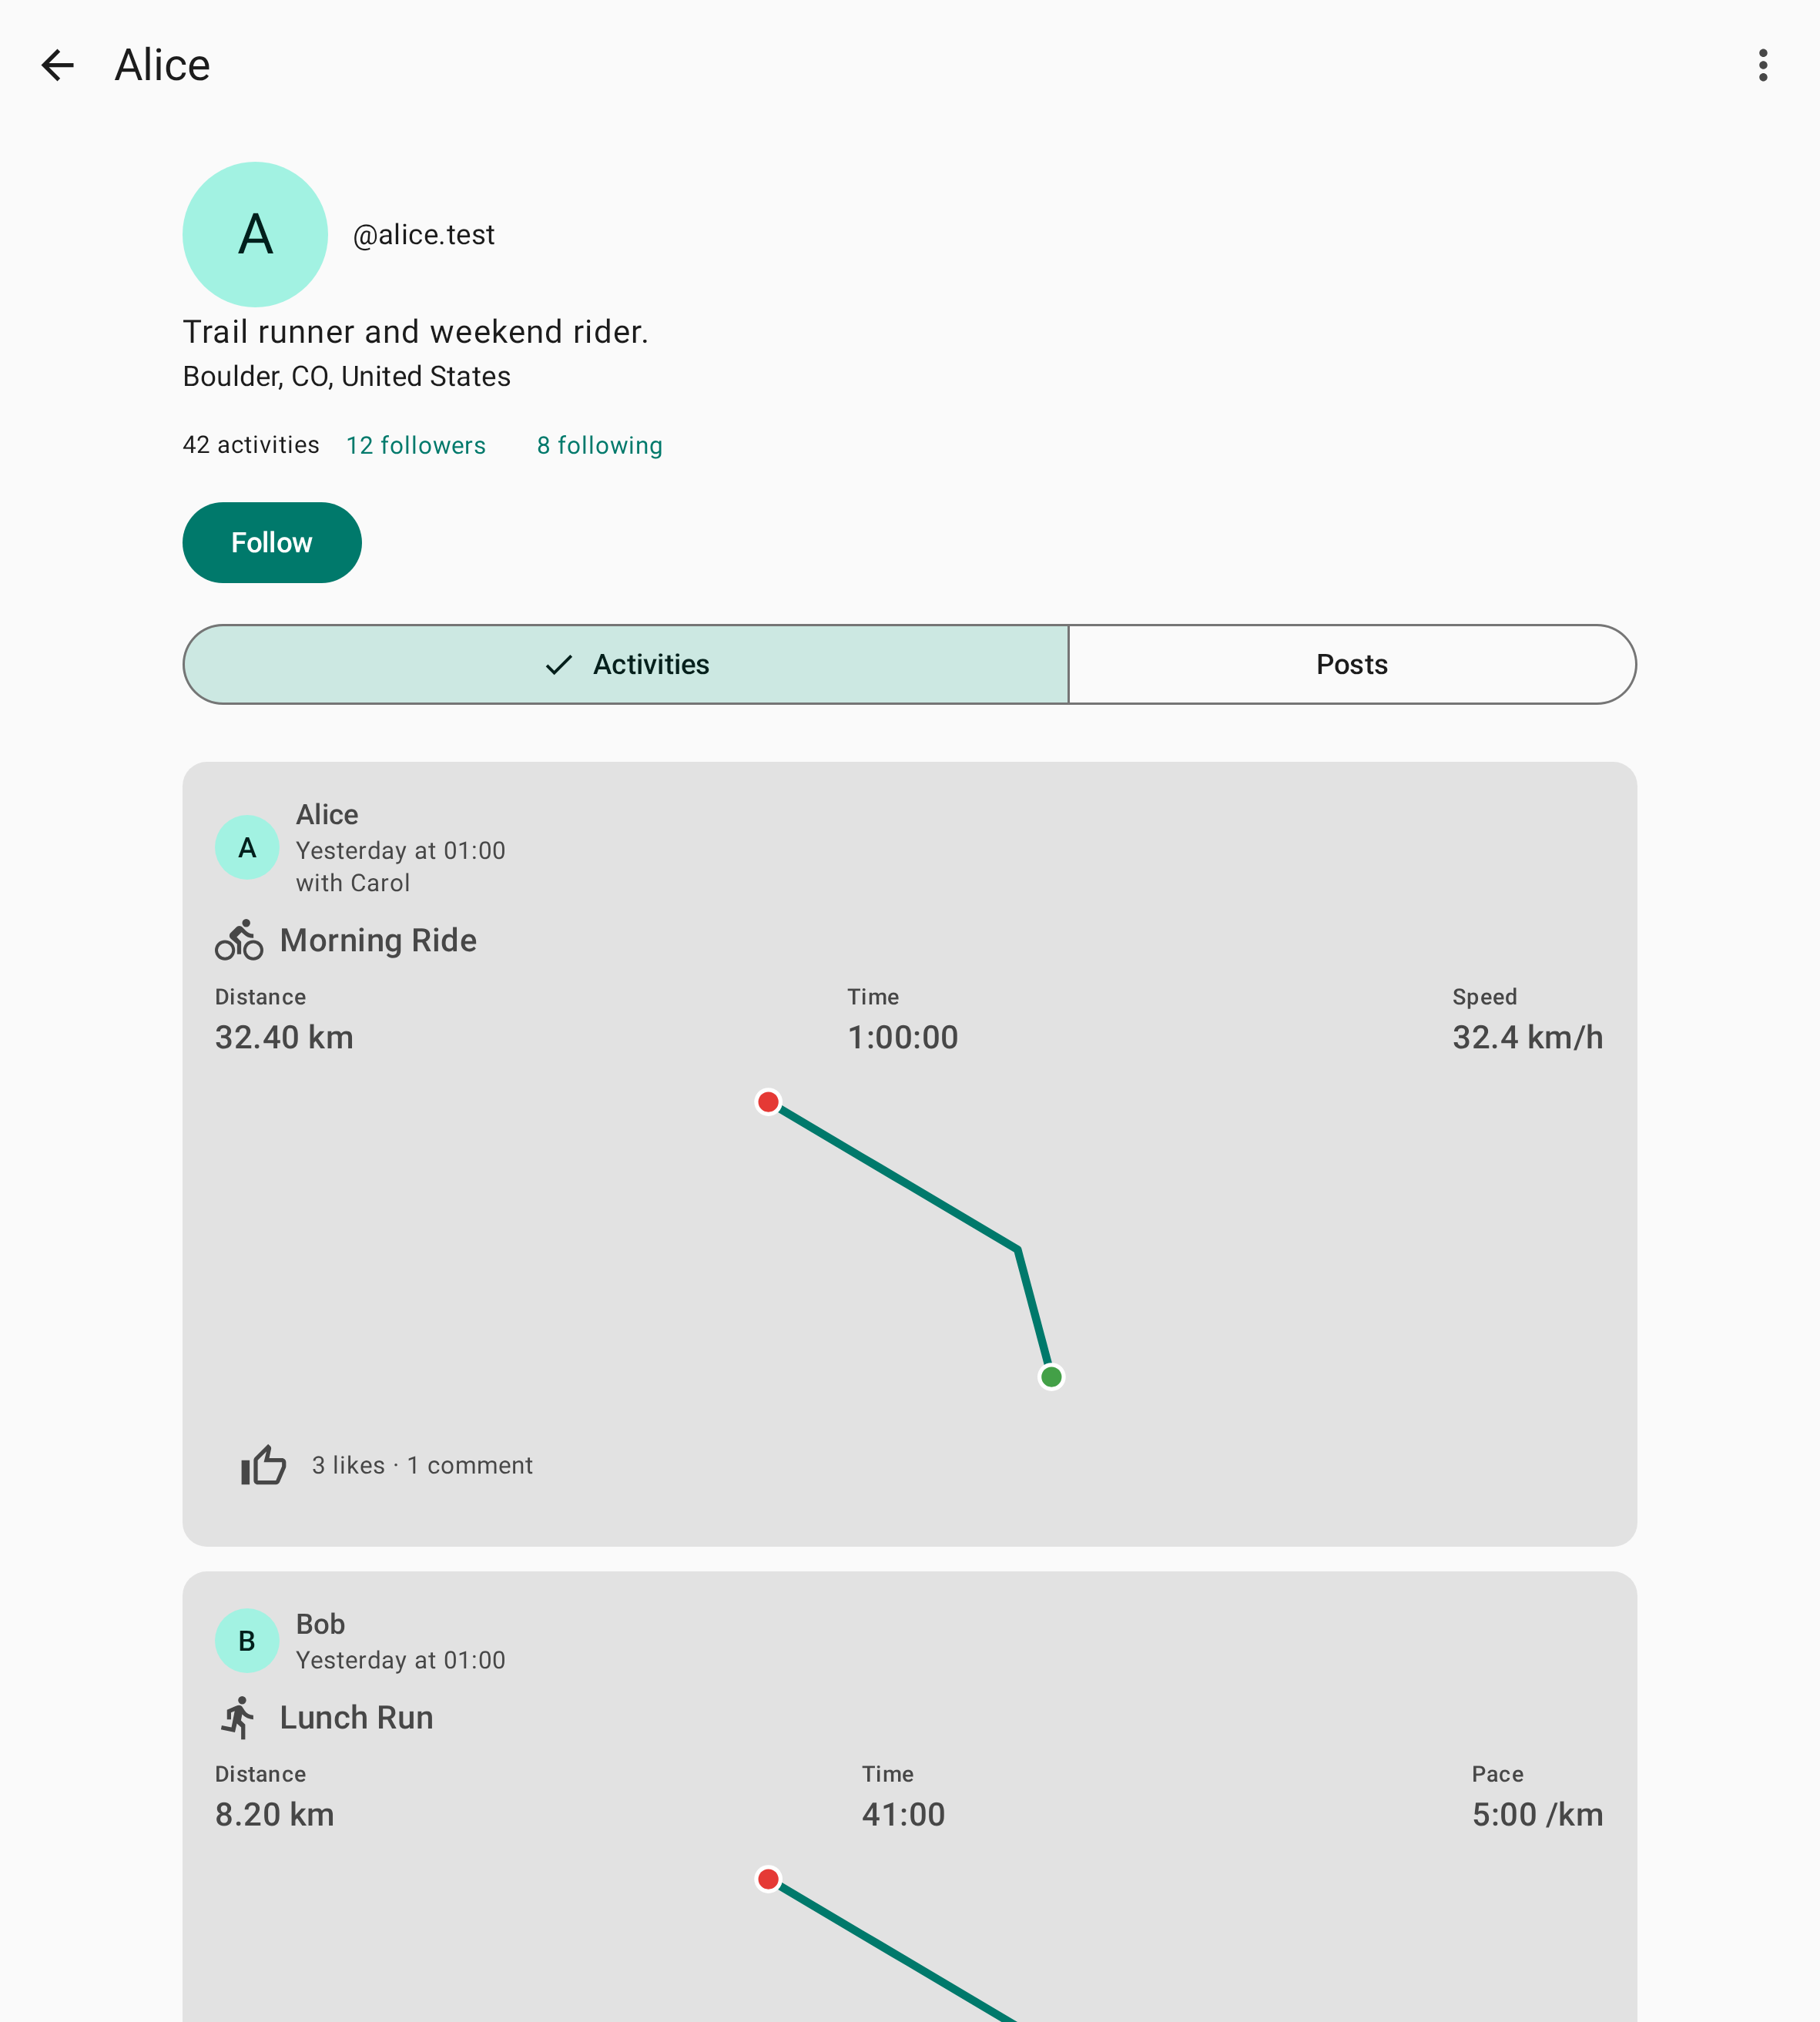 Alice
A
@alice.test
Trail runner and weekend rider.
Boulder, CO, United States
42 activities 12 followers 8 following
Follow
Activities Posts
A
Alice
Yesterday at 01:00
with Carol
Morning Ride
Distance Time Speed
32.40 km 1:00:00 32.4 km/h
3 likes · 1 comment
B
Bob
Yesterday at 01:00
Lunch Run
Distance Time Pace
8.20 km 41:00 5:00 /km